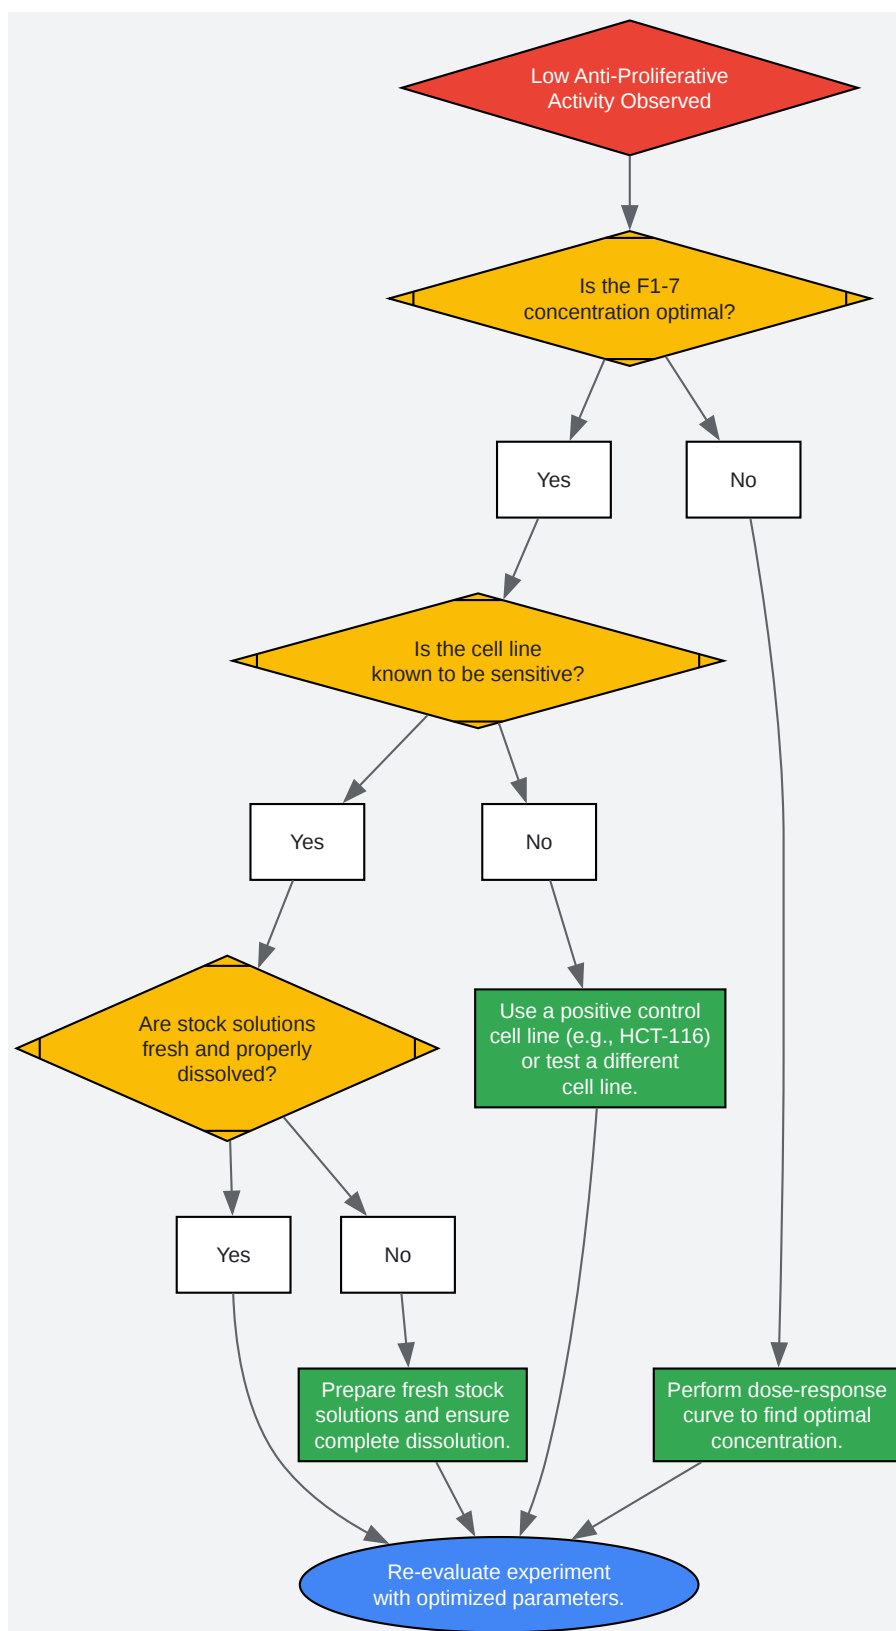 Low Anti-Proliferative
Activity Observed
Is the F1-7
concentration optimal?
Yes
No
Is the cell line
known to be sensitive?
Yes
No
Are stock solutions
fresh and properly
dissolved?
Use a positive control
cell line (e.g., HCT-116)
or test a different
cell line.
Yes
No
Prepare fresh stock
solutions and ensure
complete dissolution.
Perform dose-response
curve to find optimal
concentration.
Re-evaluate experiment
with optimized parameters.